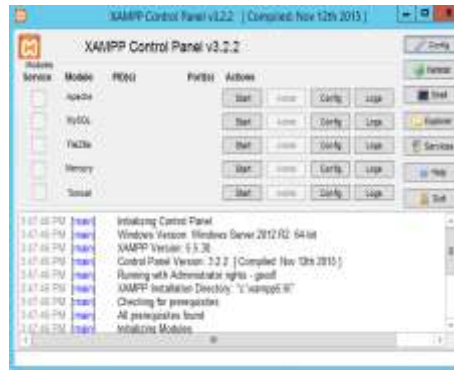 XAMPP Control Panel v3.2.2 [ Compiled: Nov 12th 2015 ]
XAMPP Control Panel v3.2.2
Config
Modules
Service Module PID(s) Port(s) Actions
Netstat
Apache Start Admin Config Logs
Shell
MySQL Start Admin Config Logs
Explorer
FileZilla Start Admin Config Logs
Services
Mercury Start Admin Config Logs
Help
Tomcat Start Admin Config Logs
Quit
[main] Initializing Control Panel
[main] Windows Version: Windows Server 2012 R2 64-bit
[main] XAMPP Version: 5.6.30
[main] Control Panel Version: 3.2.2 [ Compiled: Nov 12th 2015 ]
[main] Running with Administrator rights - good!
[main] XAMPP Installation Directory:
[main] Checking for prerequisites
[main] All prerequisites found
[main] Initializing Modules